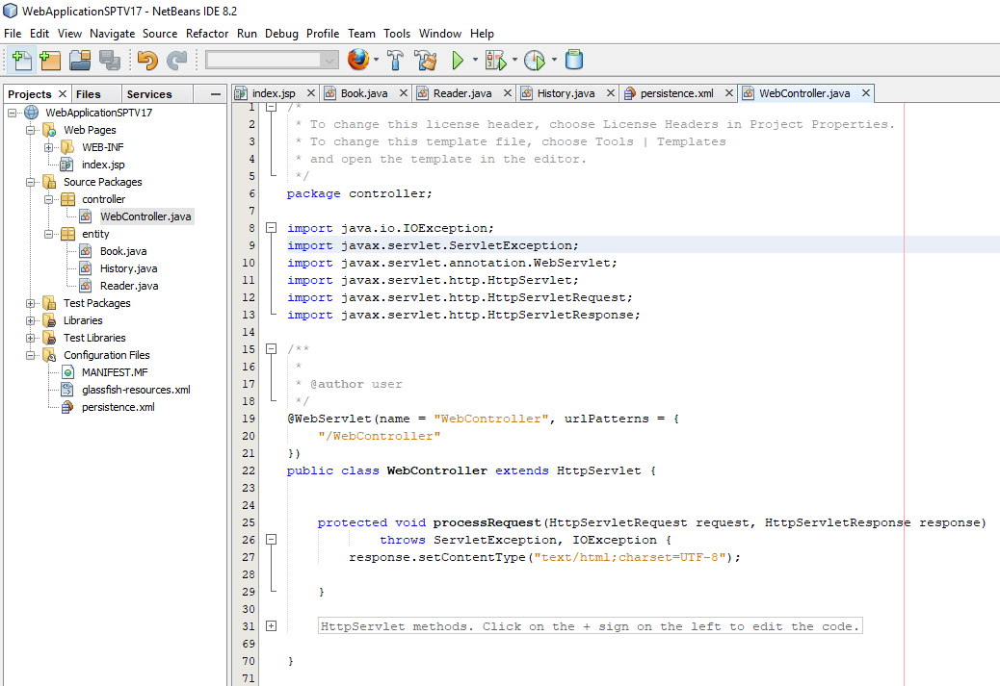 WebApplicationSPTV17 - NetBeans IDE 8.2
File Edit View Navigate Source Refactor Run Debug Profile Team Tools Window Help
Projects Files Services
WebApplicationSPTV17
Web Pages
WEB-INF
index.jsp
Source Packages
controller
WebController.java
entity
Book.java
History.java
Reader.java
Test Packages
Libraries
Test Libraries
Configuration Files
MANIFEST.MF
glassfish-resources.xml
persistence.xml
index.jsp Book.java Reader.java History.java persistence.xml WebController.java
1 /*
2 * To change this license header, choose License Headers in Project Properties.
3 * To change this template file, choose Tools | Templates
4 * and open the template in the editor.
5 */
6 package controller;
7
8 import java.io.IOException;
9 import javax.servlet.ServletException;
10 import javax.servlet.annotation.WebServlet;
11 import javax.servlet.http.HttpServlet;
12 import javax.servlet.http.HttpServletRequest;
13 import javax.servlet.http.HttpServletResponse;
14
15 /**
16 *
17 * @author user
18 */
19 @WebServlet(name = "WebController", urlPatterns = {
20 "/WebController"
21 })
22 public class WebController extends HttpServlet {
23
24
25 protected void processRequest(HttpServletRequest request, HttpServletResponse response)
26 throws ServletException, IOException {
27 response.setContentType("text/html;charset=UTF-8");
28
29 }
30
31 HttpServlet methods. Click on the + sign on the left to edit the code.
69
70 }
71